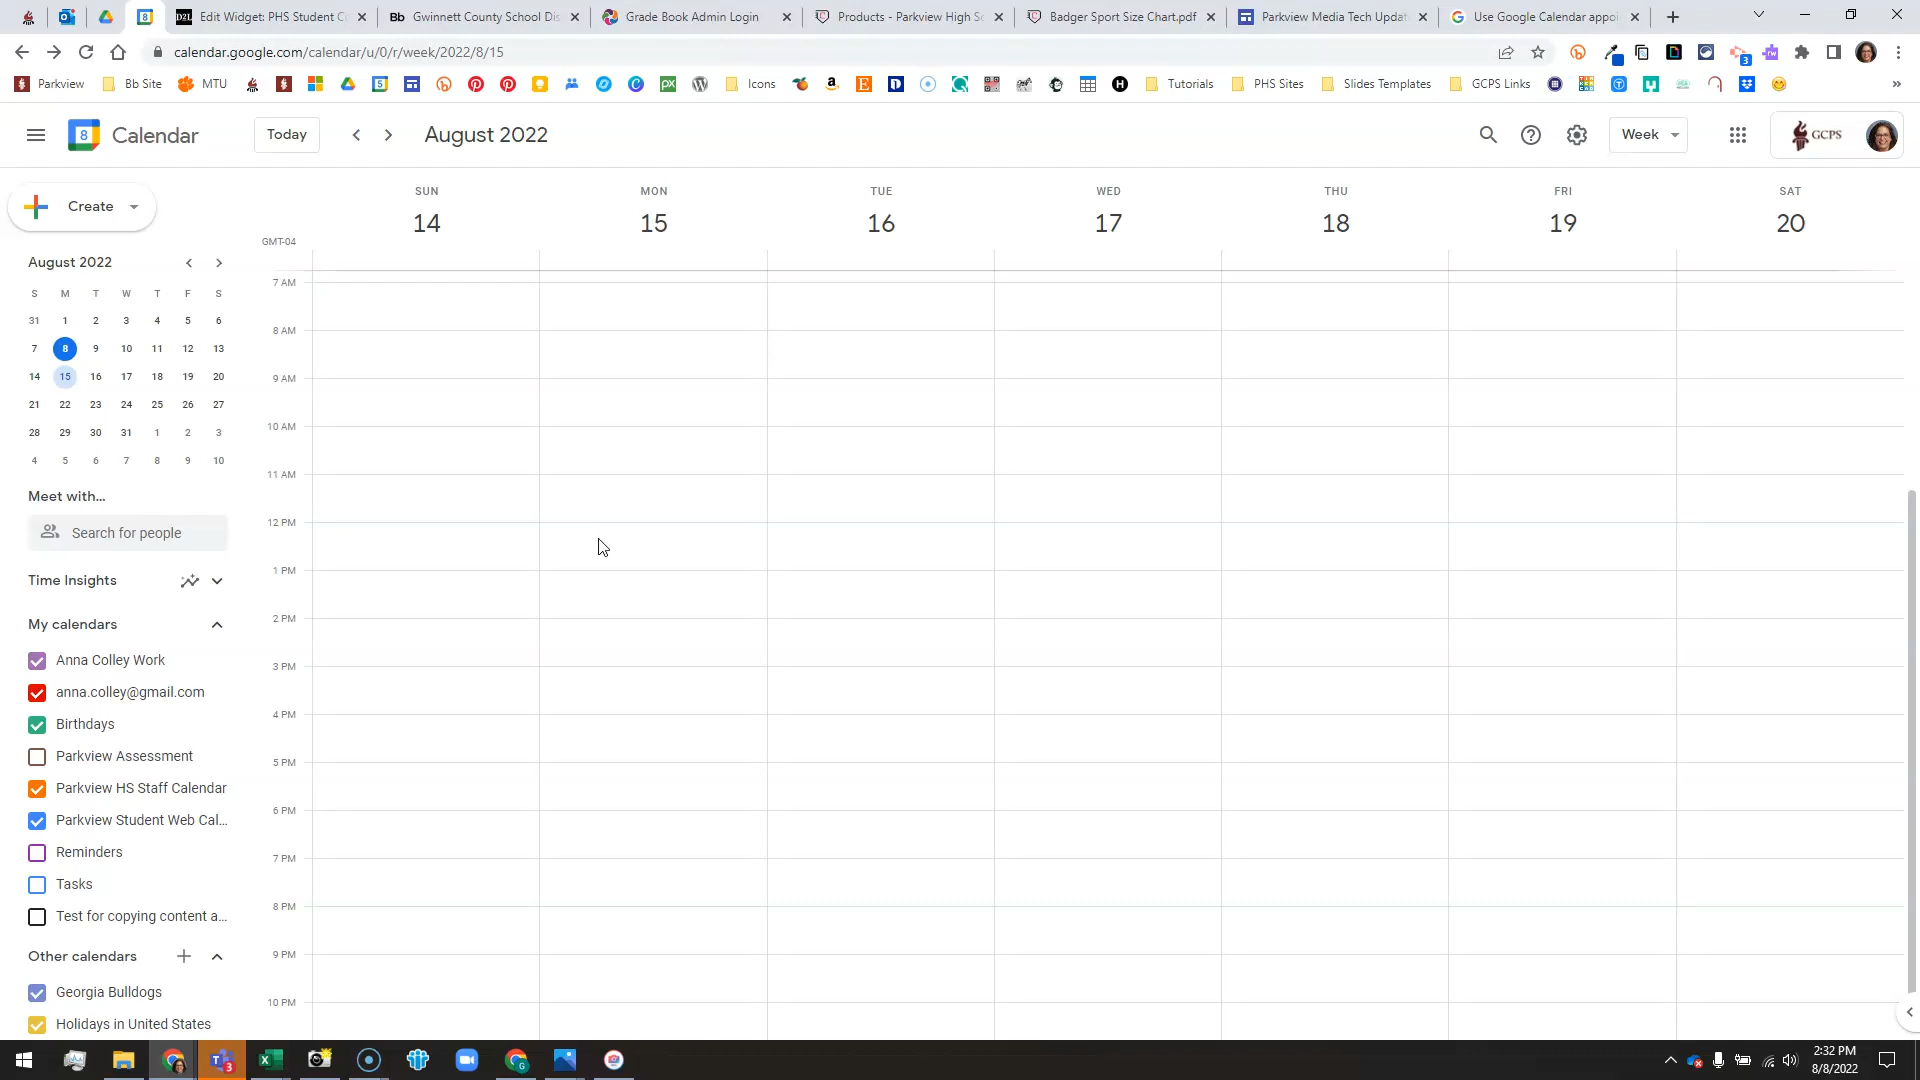 Edit Widget: PHS Student C
Bb Gwinnett County School Dis
Grade Book Admin Login
Products - Parkview High S
Badger Sport Size Chart.pdf
Parkview Media Tech Updat
Use Google Calendar appoi
calendar.google.com/calendar/u/0/r/week/2022/8/15
Parkview
Bb Site
MTU
Icons
Tutorials
PHS Sites
Slides Templates
GCPS Links
8 Calendar
Today
August 2022
Week
GCPS
Create
SUN MON TUE WED THU FRI SAT
14 15 16 17 18 19 20
GMT-04
August 2022
S M T W T F S
31 1 2 3 4 5 6
7 8 9 10 11 12 13
14 15 16 17 18 19 20
21 22 23 24 25 26 27
28 29 30 31 1 2 3
4 5 6 7 8 9 10
Meet with...
Search for people
Time Insights
My calendars
Anna Colley Work
anna.colley@gmail.com
Birthdays
Parkview Assessment
Parkview HS Staff Calendar
Parkview Student Web Cal...
Reminders
Tasks
Test for copying content a...
Other calendars
Georgia Bulldogs
Holidays in United States
7 AM
8 AM
9 AM
10 AM
11 AM
12 PM
1 PM
2 PM
3 PM
4 PM
5 PM
6 PM
7 PM
8 PM
9 PM
10 PM
2:32 PM
8/8/2022